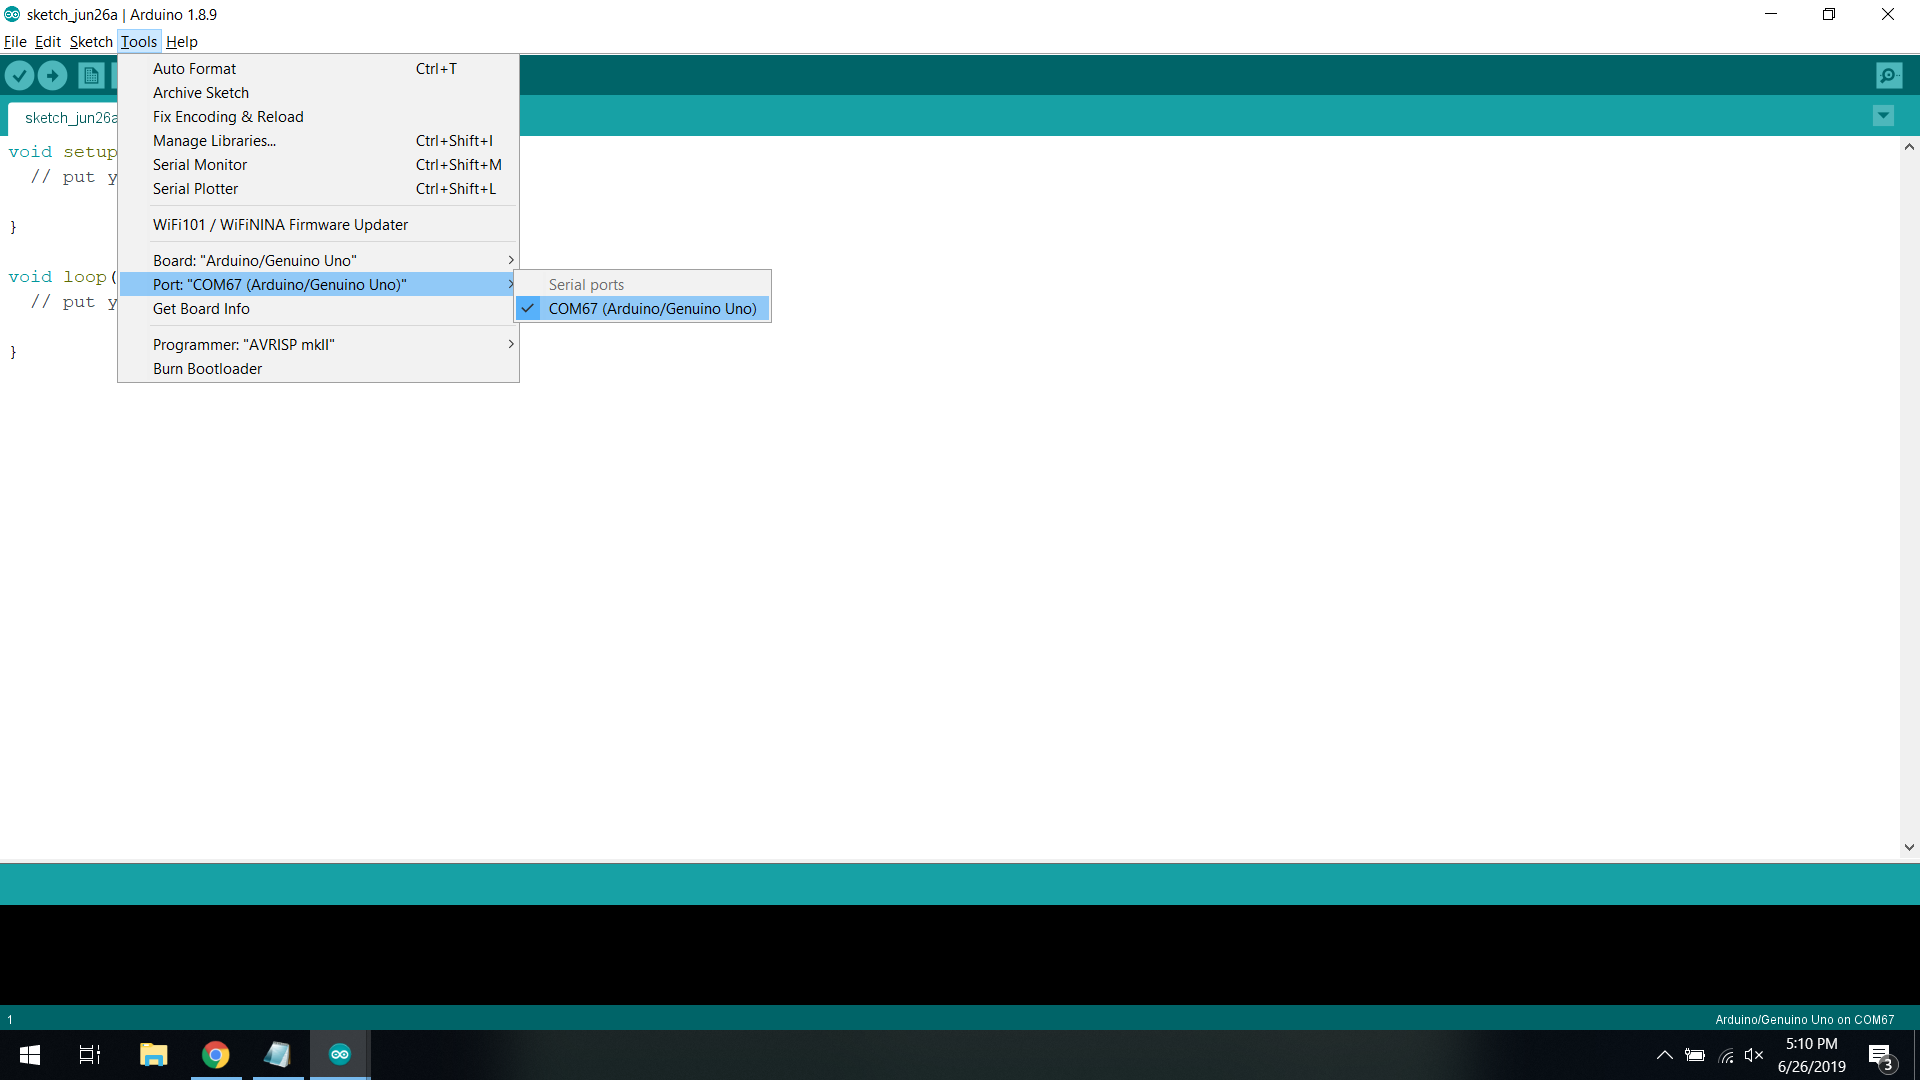 sketch_jun26a | Arduino 1.8.9
File Edit Sketch Tools Help
Auto Format Ctrl+T
Archive Sketch
Fix Encoding & Reload
Manage Libraries... Ctrl+Shift+I
Serial Monitor Ctrl+Shift+M
Serial Plotter Ctrl+Shift+L
WiFi101 / WiFiNINA Firmware Updater
Board: "Arduino/Genuino Uno"
Port: "COM67 (Arduino/Genuino Uno)"
Get Board Info
Programmer: "AVRISP mkII"
Burn Bootloader
Serial ports
COM67 (Arduino/Genuino Uno)
sketch_jun26a
void setup
// put y
}
void loop(
// put y
}
1
Arduino/Genuino Uno on COM67
5:10 PM
6/26/2019
3